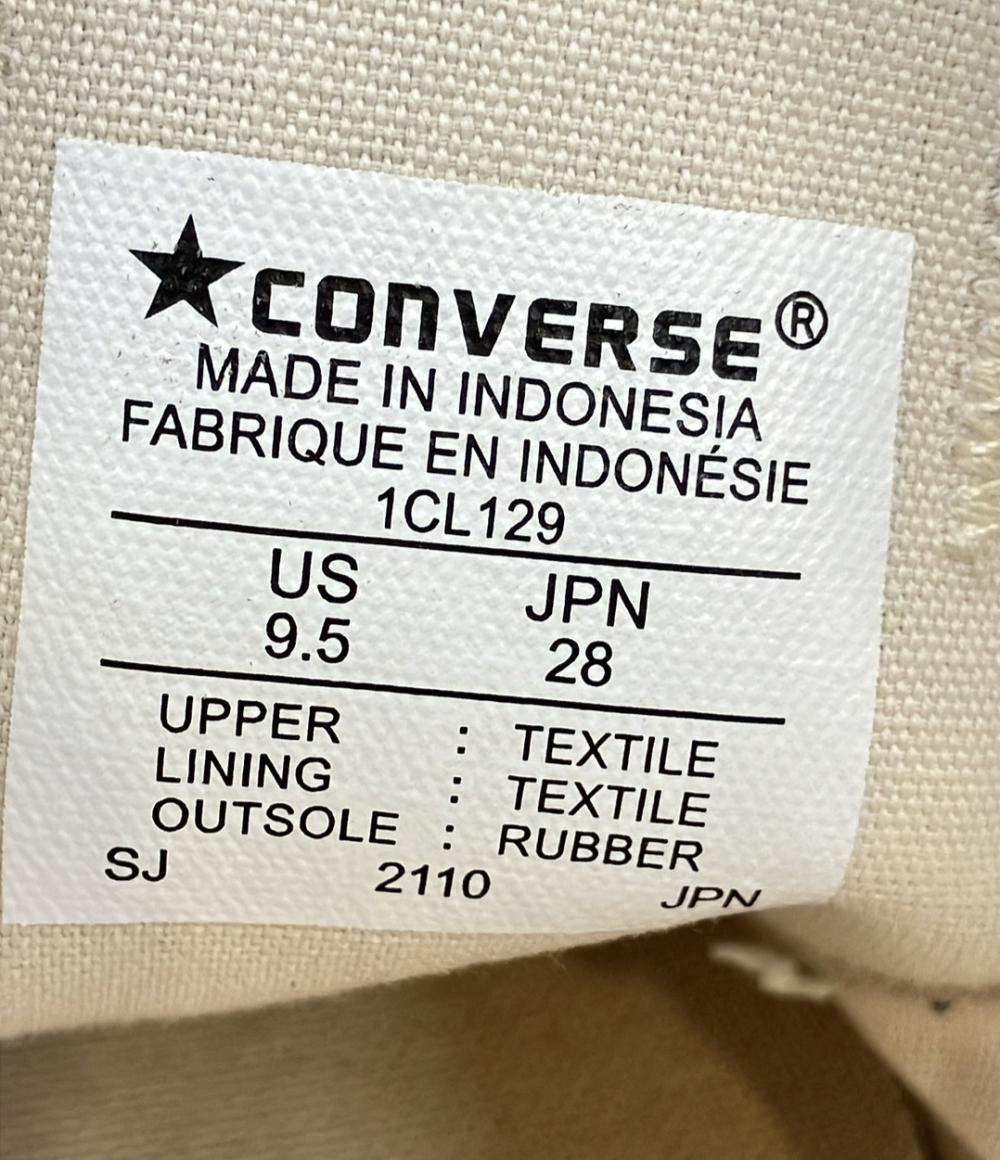 ★CONVERSE®
MADE IN INDONESIA
FABRIQUE EN INDONÉSIE
1CL129
US JPN
9.5 28
UPPER : TEXTILE
LINING : TEXTILE
OUTSOLE : RUBBER
SJ 2110 JPN